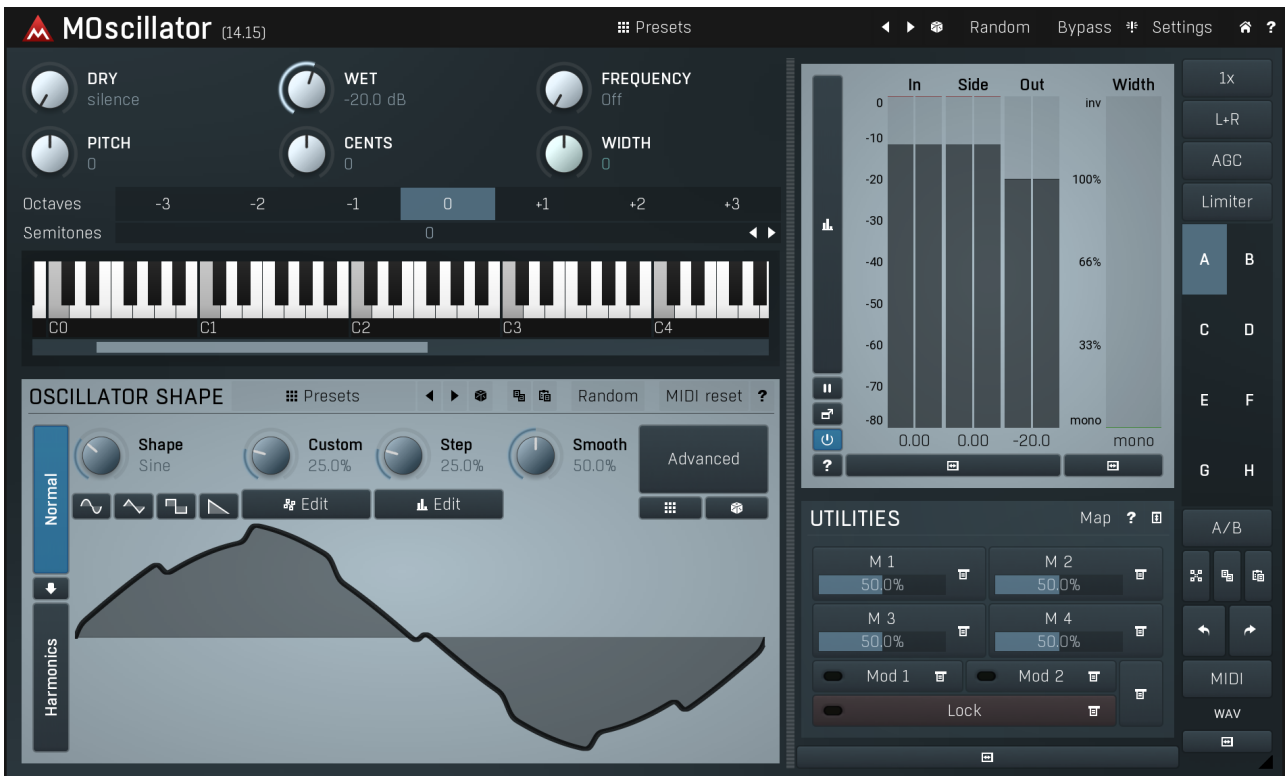 MOscillator (14.15) Presets Random Bypass Settings ?
DRY
silence
WET
-20.0 dB
FREQUENCY
Off
PITCH
0
CENTS
0
WIDTH
0
Octaves -3 -2 -1 0 +1 +2 +3
Semitones 0
C0 C1 C2 C3 C4
OSCILLATOR SHAPE Presets Random MIDI reset ?
Normal
Harmonics
Shape
Sine
Custom
25.0%
Step
25.0%
Smooth
50.0%
Advanced
Edit
Edit
In Side Out Width
0
-10
-20
-30
-40
-50
-60
-70
-80
inv
100%
66%
33%
mono
0.00 0.00 -20.0 mono
?
UTILITIES Map ?
M 1
50.0%
M 2
50.0%
M 3
50.0%
M 4
50.0%
Mod 1 Mod 2
Lock
1x
L+R
AGC
Limiter
A B
C D
E F
G H
A/B
MIDI
WAV